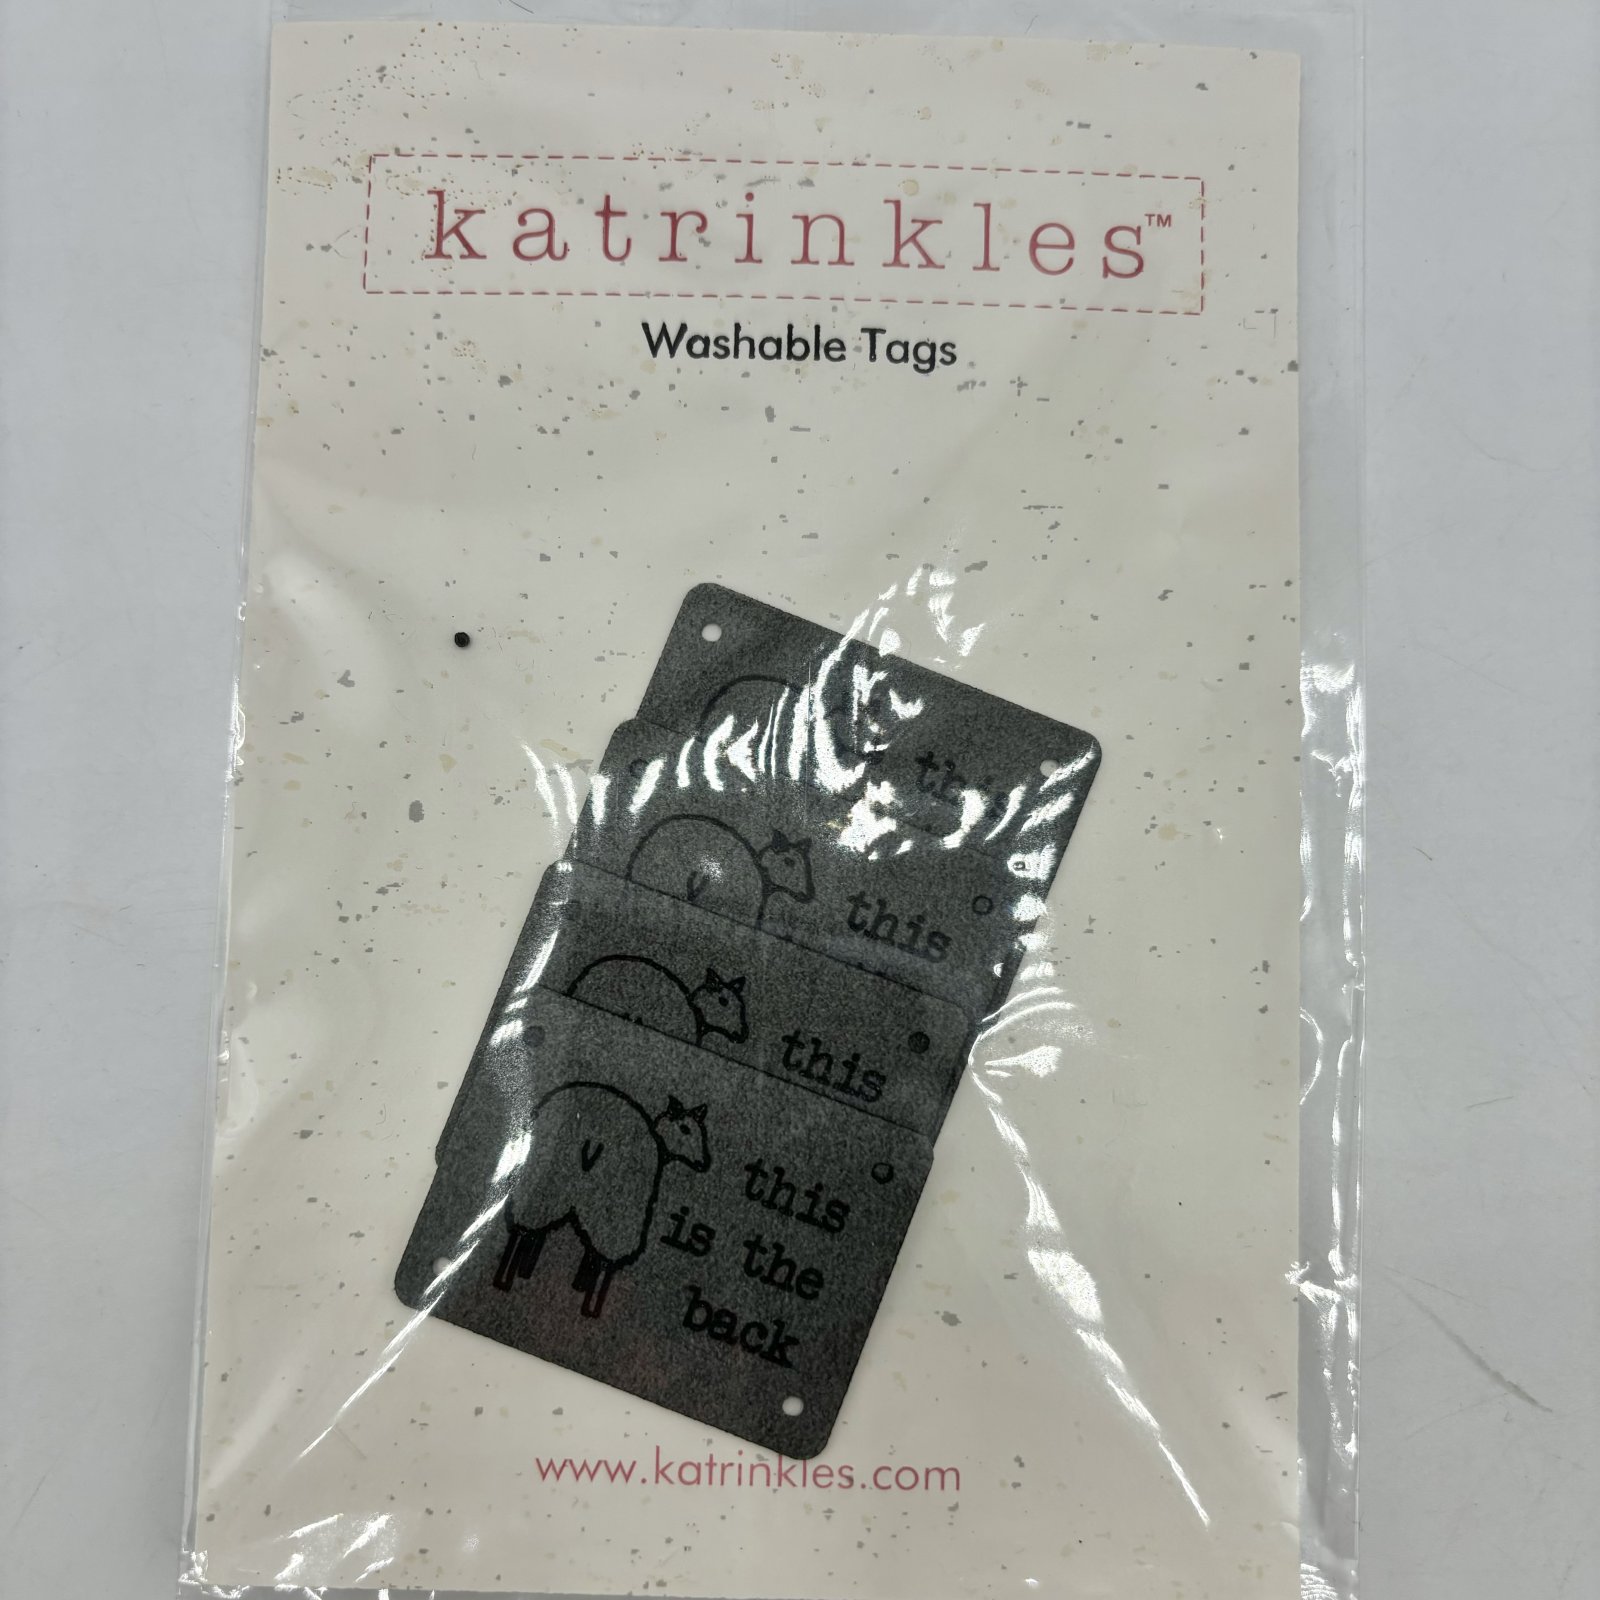 katrinkles™
Washable Tags
this
this
this
this
is the
back
www.katrinkles.com